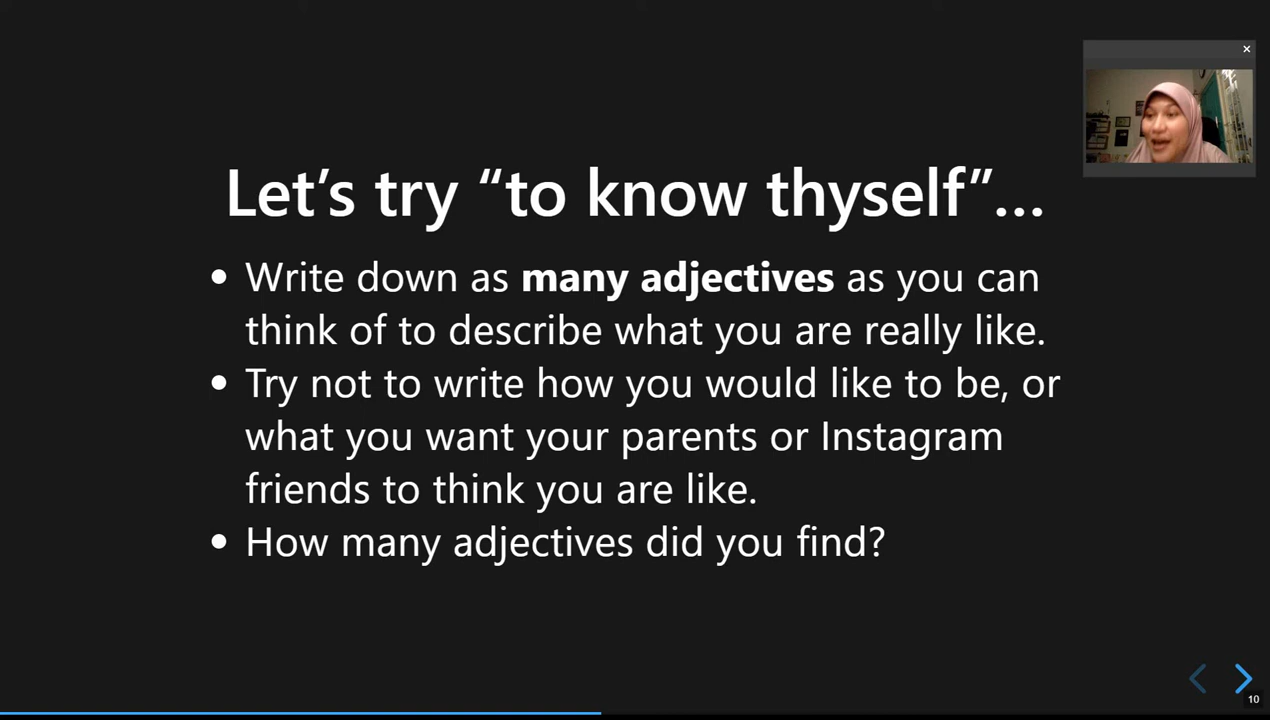 Let’s try “to know thyself”...
• Write down as many adjectives as you can
think of to describe what you are really like.
• Try not to write how you would like to be, or
what you want your parents or Instagram
friends to think you are like.
• How many adjectives did you find?
10